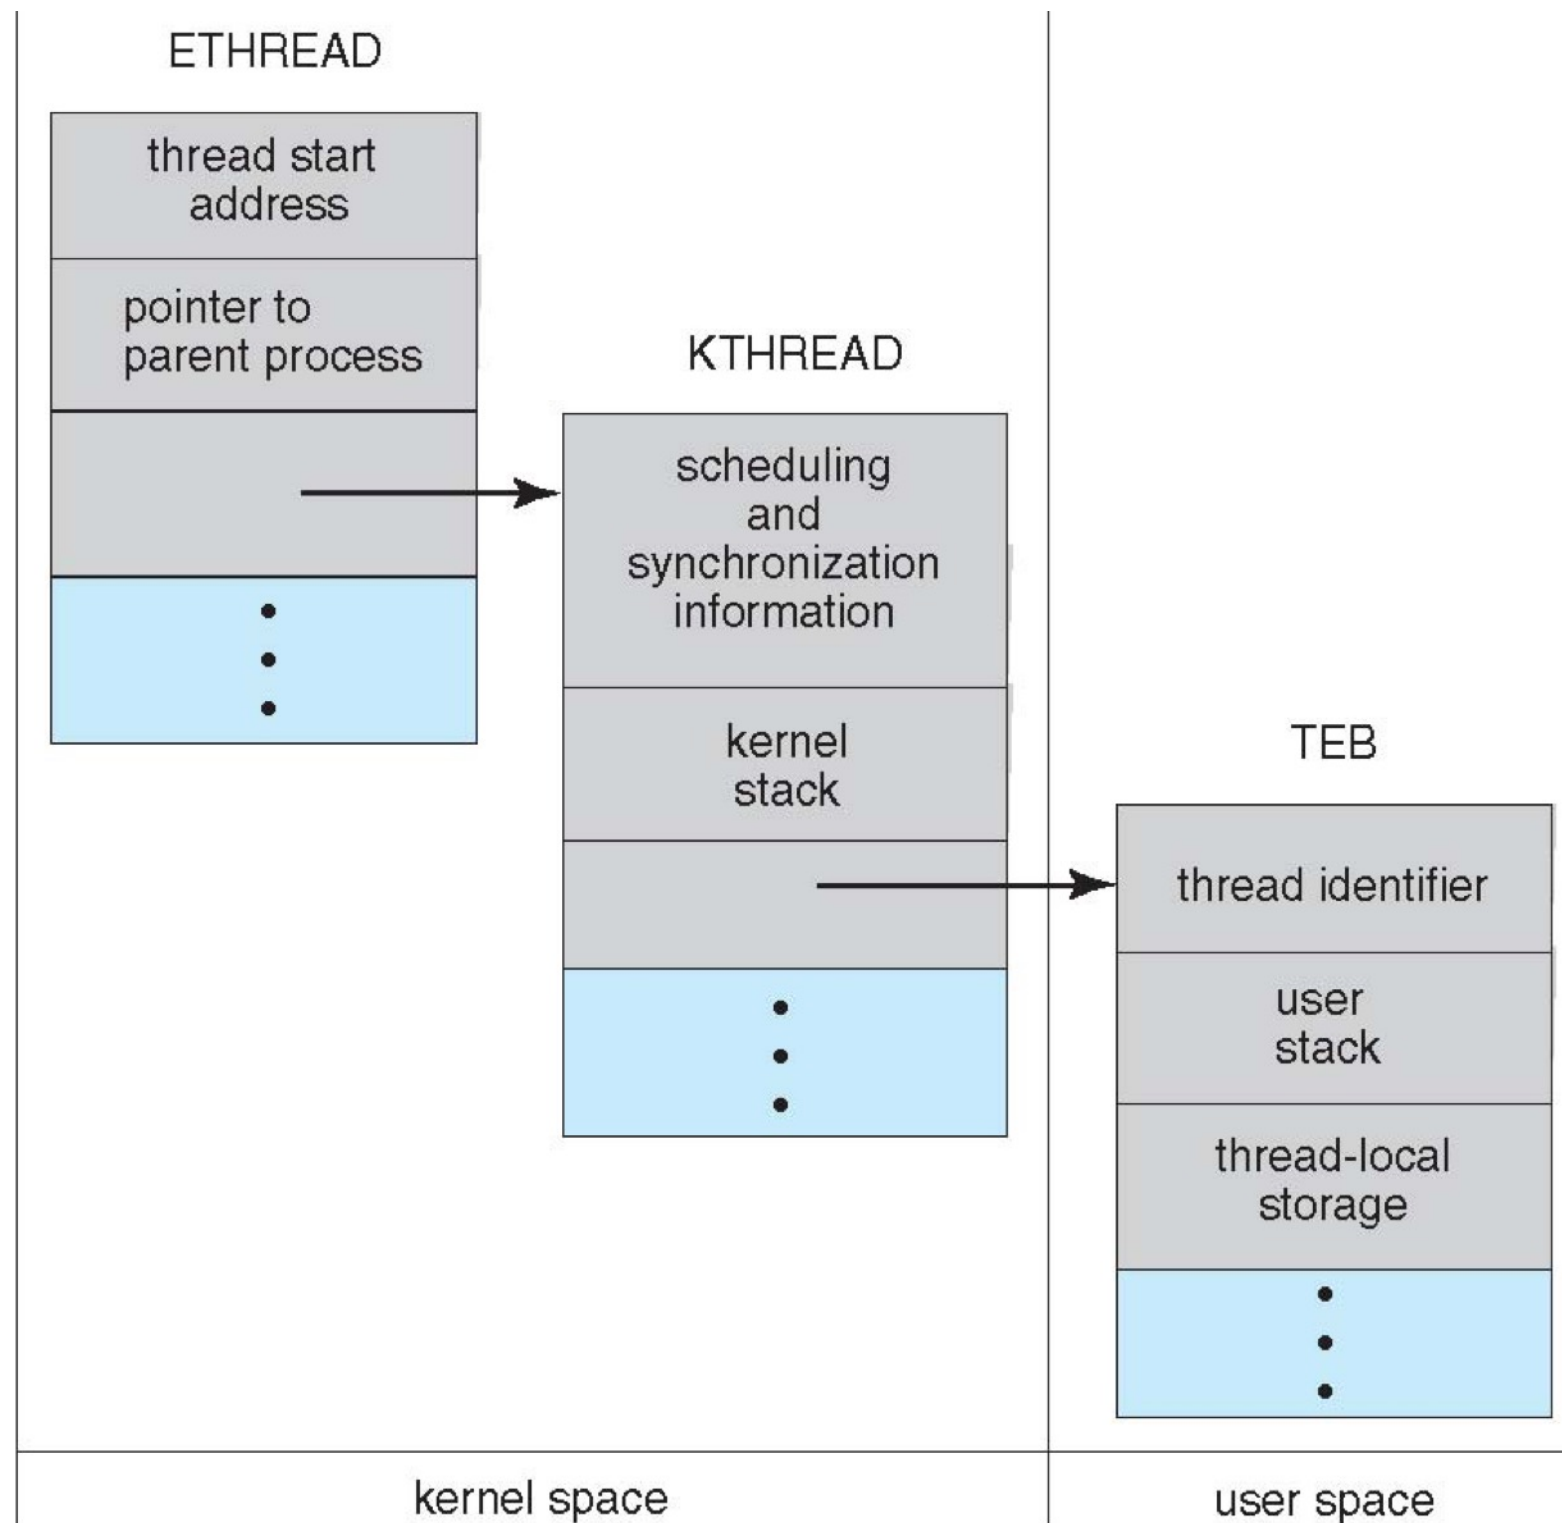 ETHREAD
thread start
address
pointer to
parent process
KTHREAD
scheduling
and
synchronization
information
kernel
stack
TEB
thread identifier
user
stack
thread-local
storage
kernel space
user space